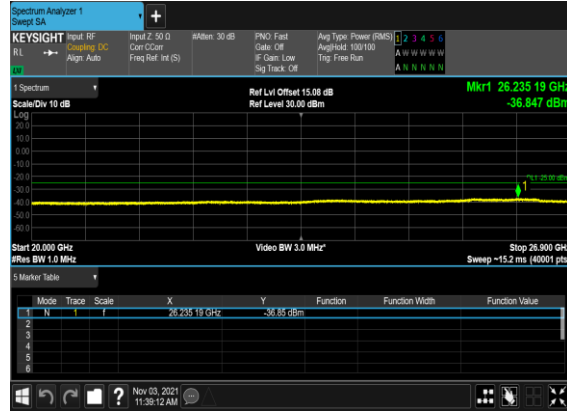 Spectrum Analyzer 1
Swept SA
+
KEYSIGHT Input: RF Input Z: 50 Ω #Atten: 30 dB PNO: Fast Avg Type: Power (RMS) 1 2 3 4 5 6
RL Coupling: DC Corr CCorr Gate: Off Avg|Hold: 100/100 A W W W W W
Align: Auto Freq Ref: Int (S) IF Gain: Low Trig: Free Run
Sig Track: Off A N N N N N
LW
1 Spectrum Ref Lvl Offset 15.08 dB Mkr1 26.235 19 GHz
Scale/Div 10 dB Ref Level 30.00 dBm -36.847 dBm
Log
20.0
10.0
0.00
-10.0
-20.0
DL1 -25.00 dBm
1
-30.0
-40.0
-50.0
-60.0
Start 20.000 GHz Video BW 3.0 MHz* Stop 26.900 GHz
#Res BW 1.0 MHz Sweep ~15.2 ms (40001 pts)
5 Marker Table
Mode Trace Scale X Y Function Function Width Function Value
1 N 1 f 26.235 19 GHz -36.85 dBm
2
3
4
5
6
? Nov 03, 2021
11:39:12 AM